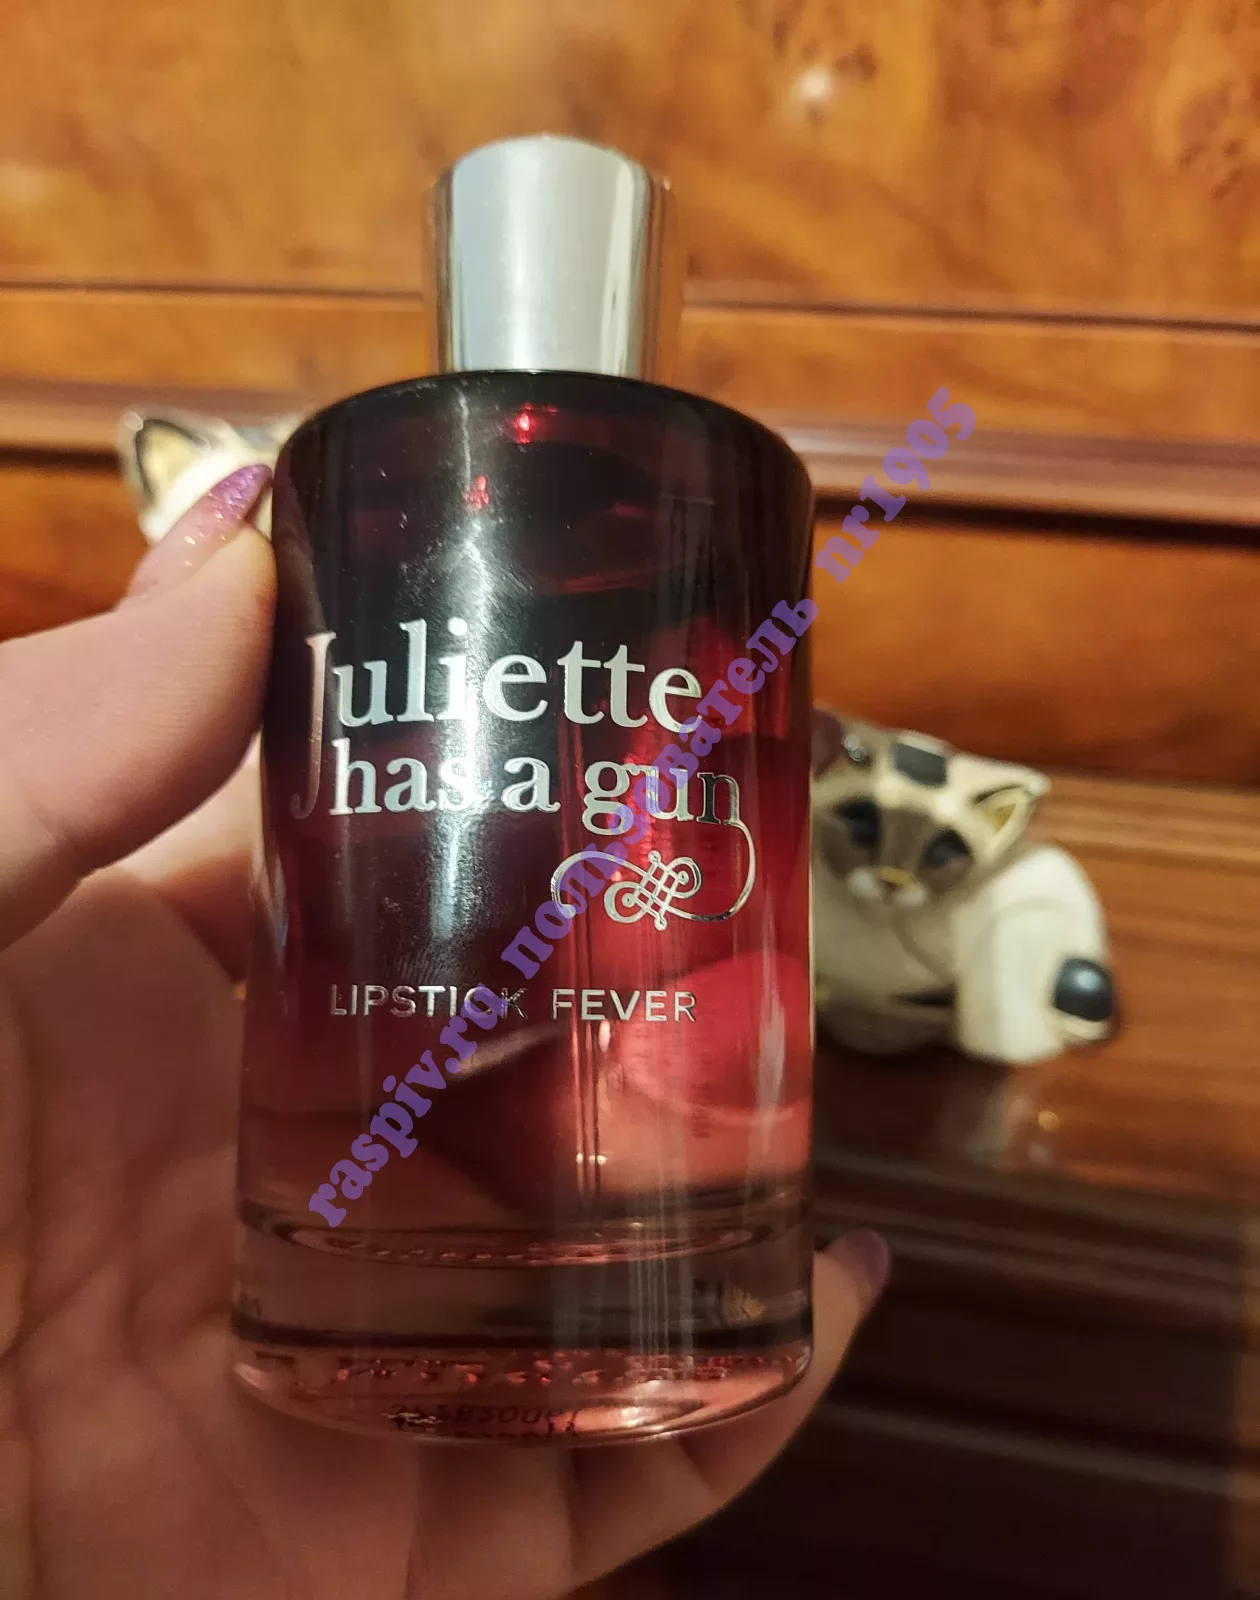 Juliette
has a gun
LIPSTICK FEVER
raspiv.ru пользователь nr1905